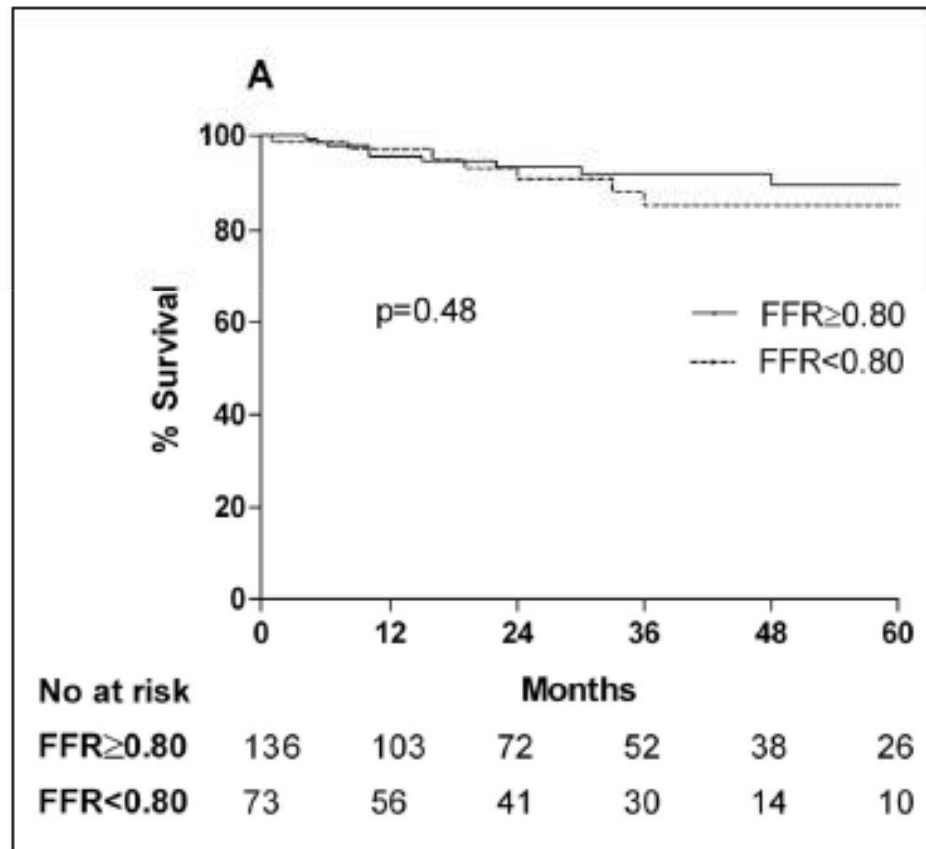 A
100
80
60
40
20
0
% Survival
p=0.48
FFR≥0.80
FFR<0.80
0 12 24 36 48 60
No at risk Months
FFR≥0.80 136 103 72 52 38 26
FFR<0.80 73 56 41 30 14 10